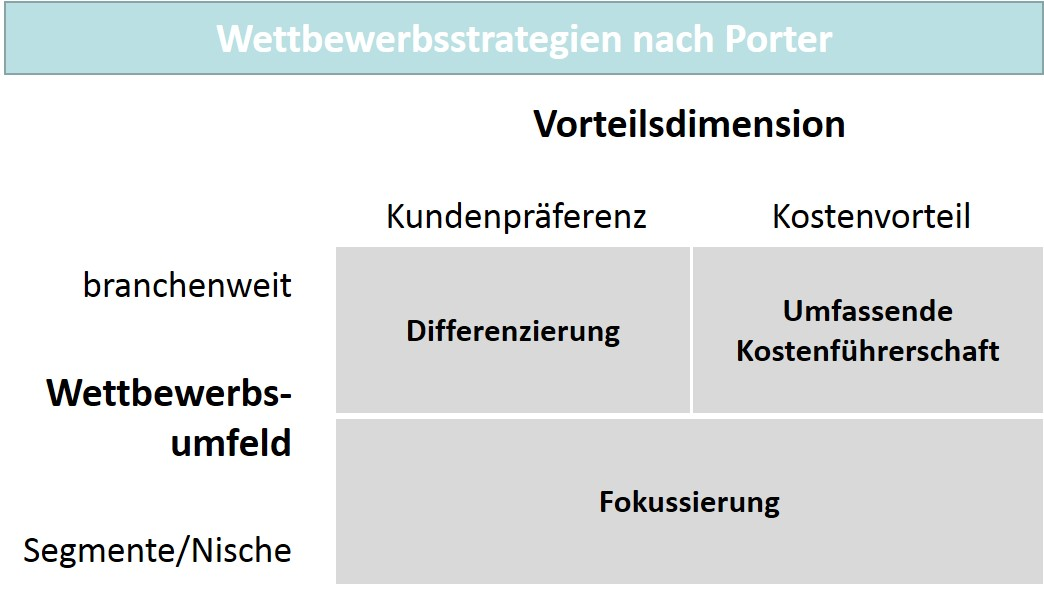 Wettbewerbsstrategien nach Porter
Vorteilsdimension
Kundenpräferenz
Kostenvorteil
branchenweit
Differenzierung
Umfassende
Kostenführerschaft
Wettbewerbs-
umfeld
Fokussierung
Segmente/Nische